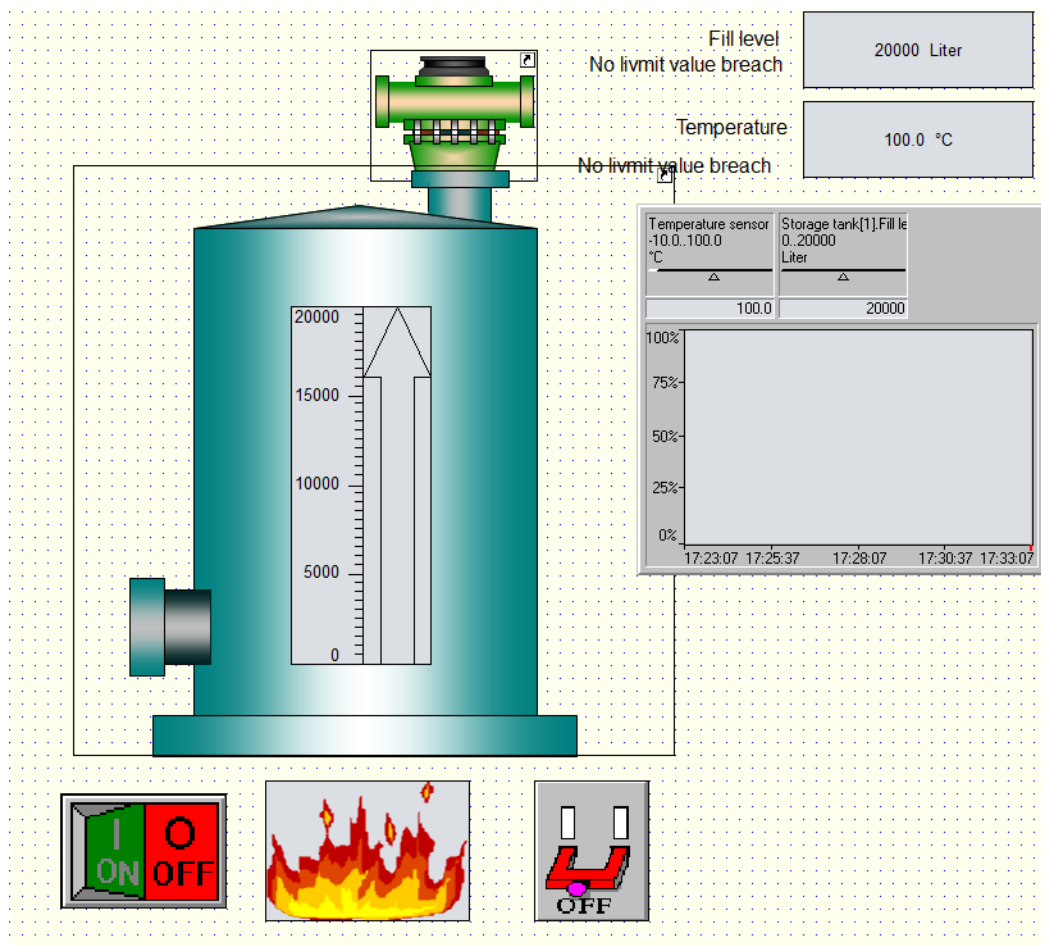 Fill level
No livmit value breach
20000 Liter
Temperature
No livmit value breach
100.0 °C
Temperature sensor
-10.0..100.0
°C
100.0
Storage tank[1].Fill le
0..20000
Liter
20000
100%
75%
50%
25%
0%
17:23:07 17:25:37 17:28:07 17:30:37 17:33:07
20000
15000
10000
5000
0
I
ON
O
OFF
OFF